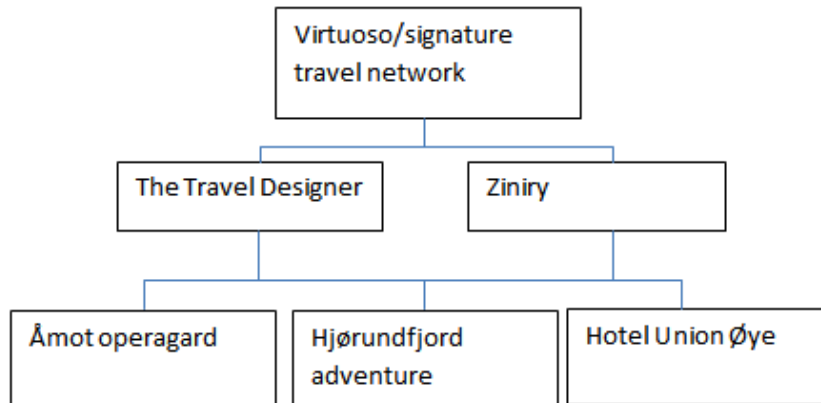 Virtuoso/signature
travel network
The Travel Designer
Ziniry
Åmot operagard
Hjørundfjord
adventure
Hotel Union Øye